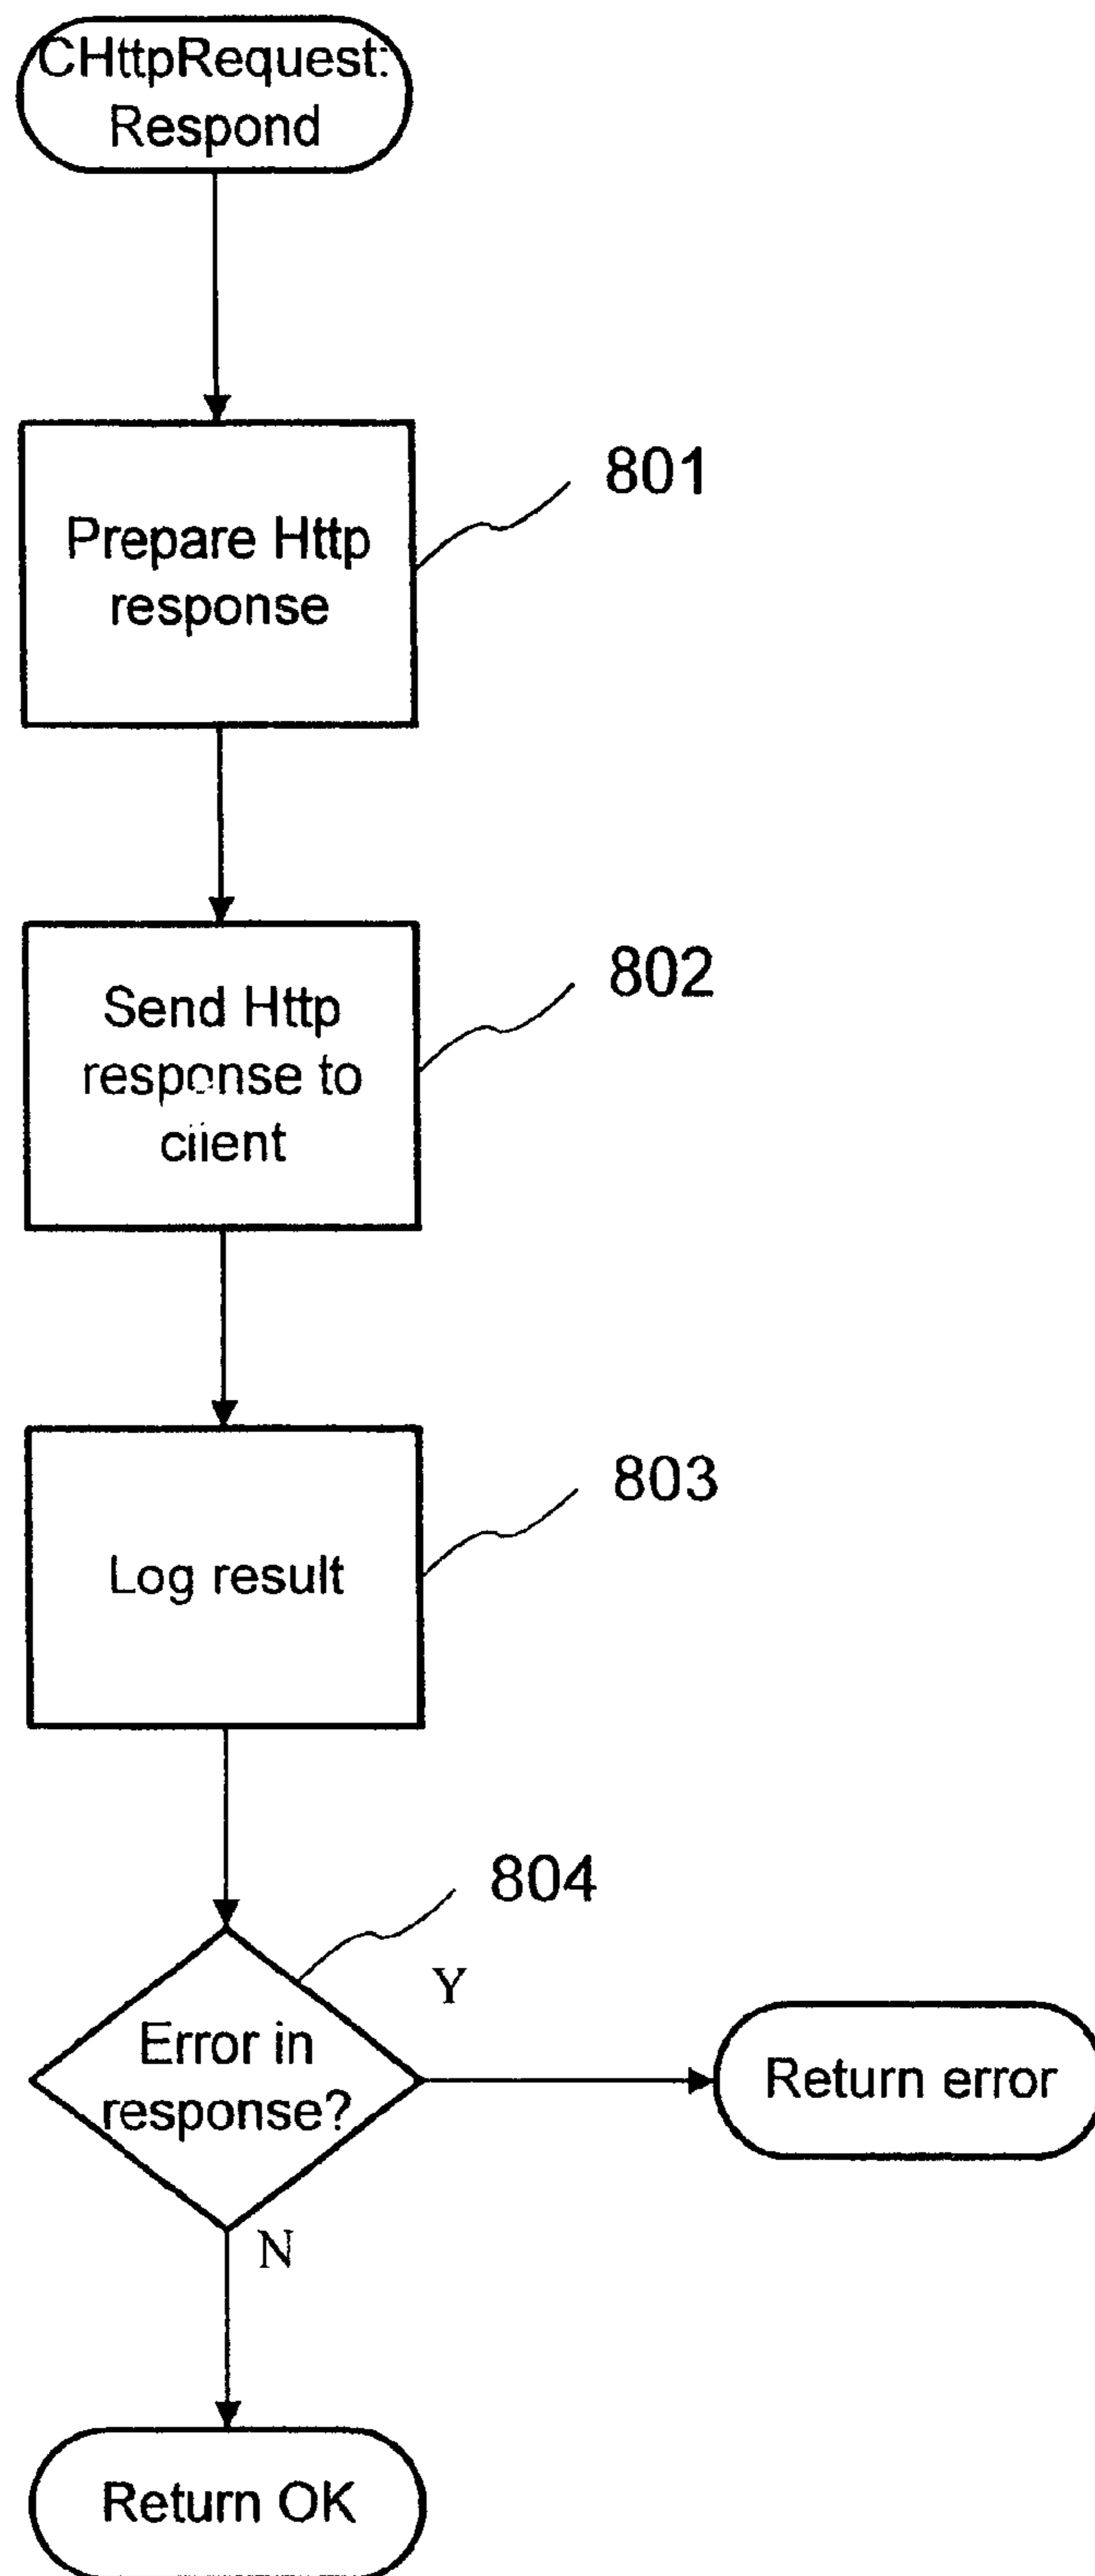 CHttpRequest:
Respond
801
Prepare Http
response
802
Send Http
response to
client
803
Log result
804
Y
Error in
response?
Return error
N
Return OK